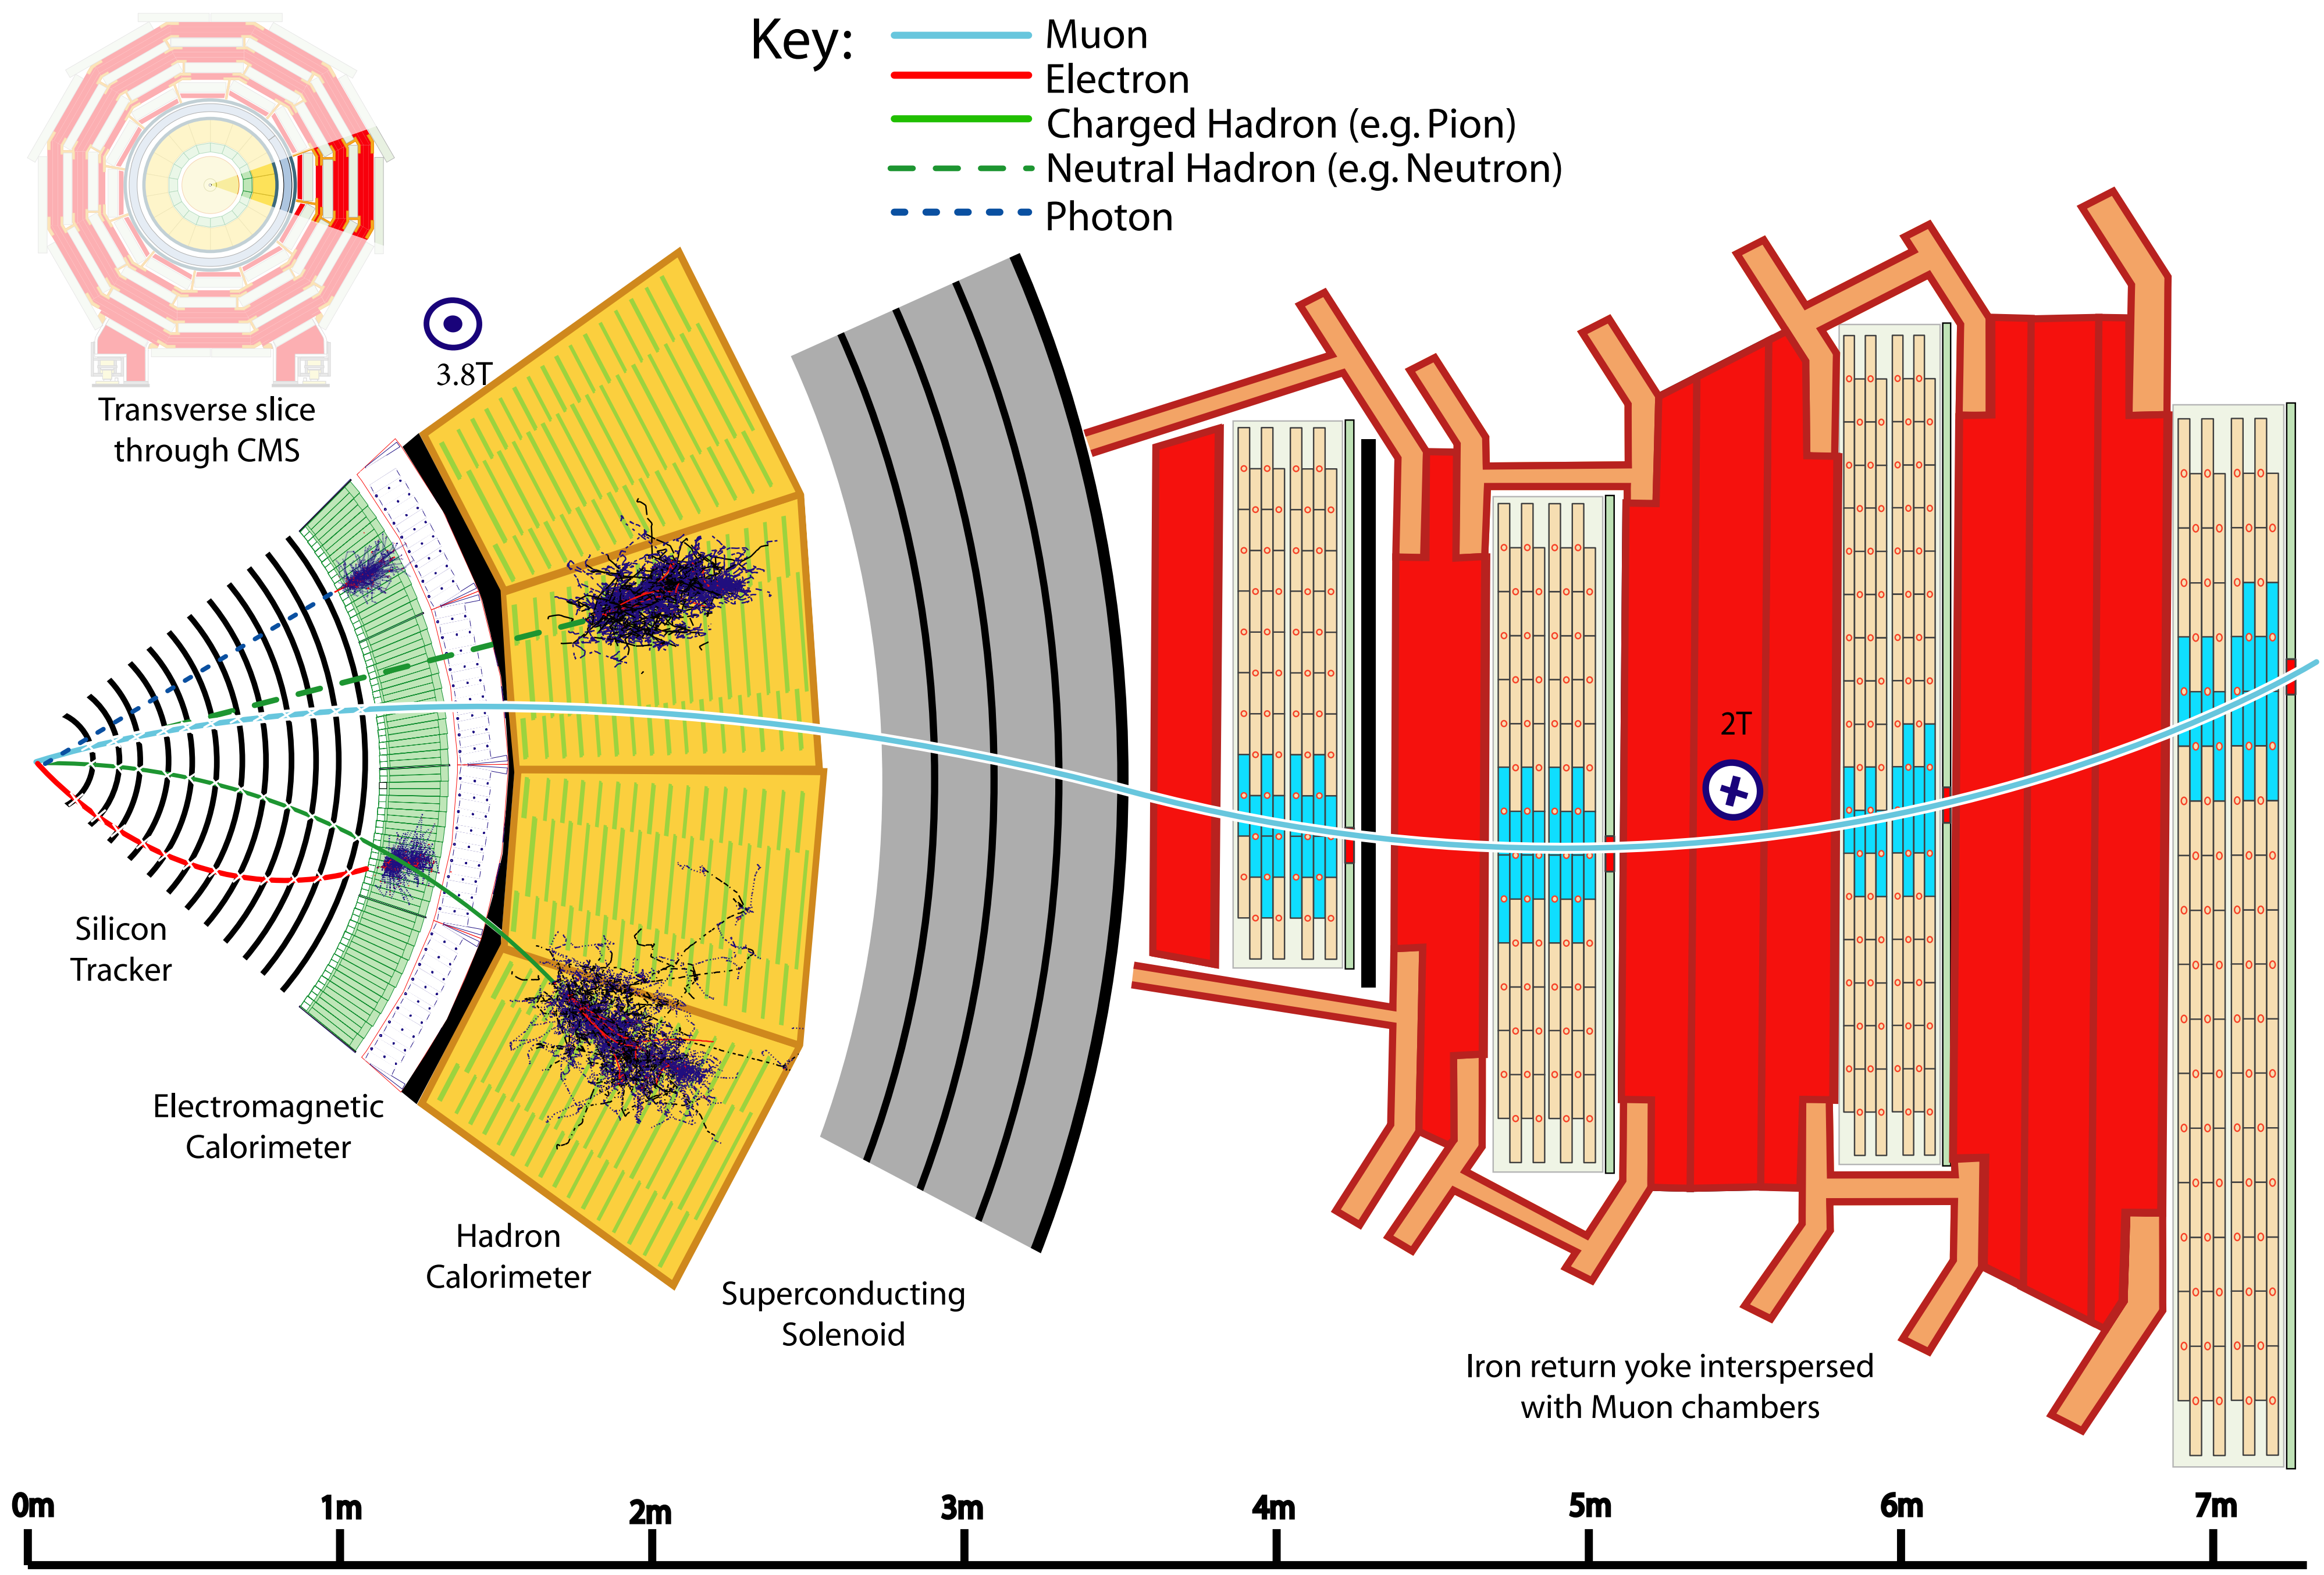 Key:
Muon
Electron
Charged Hadron (e.g. Pion)
Neutral Hadron (e.g. Neutron)
Photon
3.8T
Transverse slice
through CMS
2T
Silicon
Tracker
Electromagnetic
Calorimeter
Hadron
Calorimeter
Superconducting
Solenoid
Iron return yoke interspersed
with Muon chambers
0m 1m 2m 3m 4m 5m 6m 7m